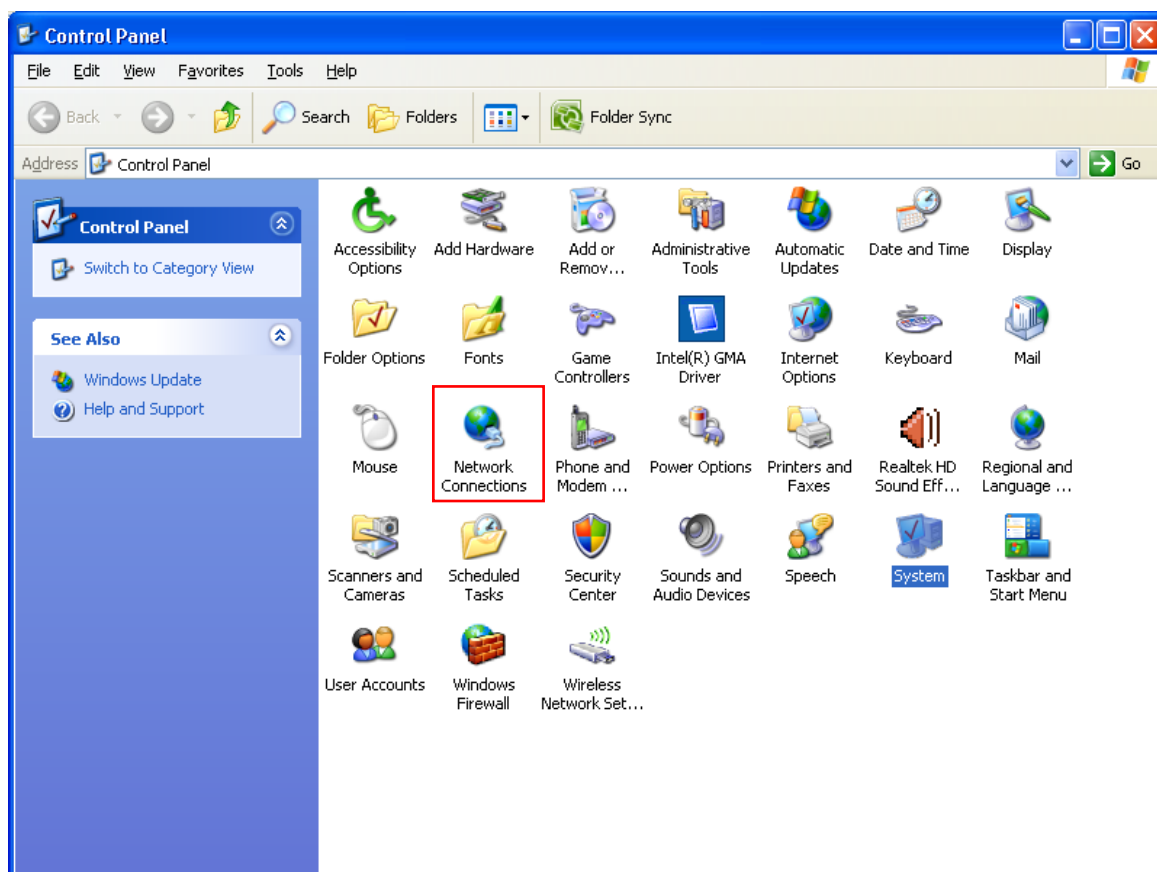 Control Panel
File Edit View Favorites Tools Help
Back Search Folders Folder Sync
Address Control Panel Go
Control Panel
Switch to Category View
See Also
Windows Update
Help and Support
Accessibility Options
Add Hardware
Add or Remov...
Administrative Tools
Automatic Updates
Date and Time
Display
Folder Options
Fonts
Game Controllers
Intel(R) GMA Driver
Internet Options
Keyboard
Mail
Mouse
Network Connections
Phone and Modem ...
Power Options
Printers and Faxes
Realtek HD Sound Eff...
Regional and Language ...
Scanners and Cameras
Scheduled Tasks
Security Center
Sounds and Audio Devices
Speech
System
Taskbar and Start Menu
User Accounts
Windows Firewall
Wireless Network Set...